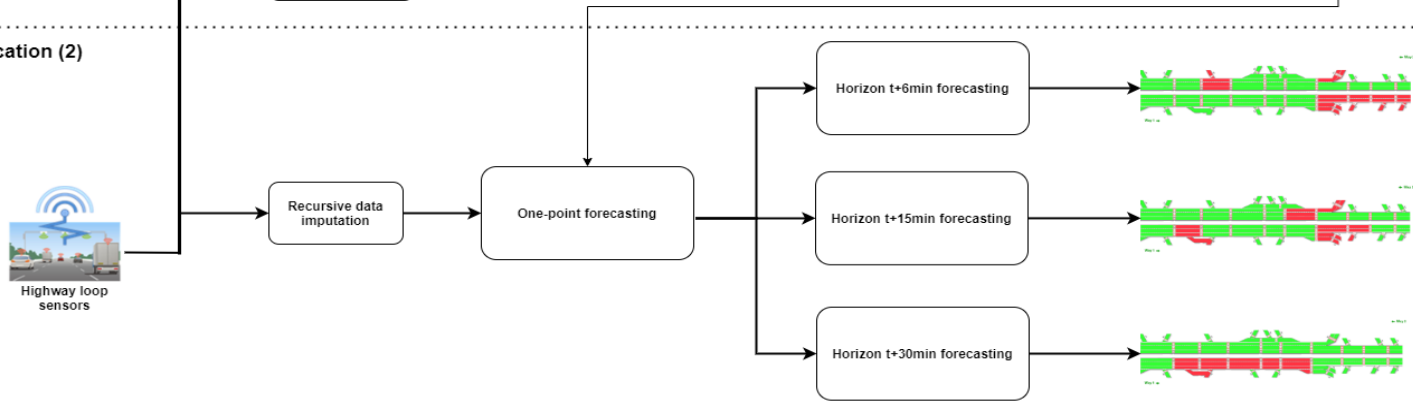 cation (2)
Horizon t+6min forecasting
Recursive data
imputation
One-point forecasting
Horizon t+15min forecasting
Highway loop
sensors
Horizon t+30min forecasting